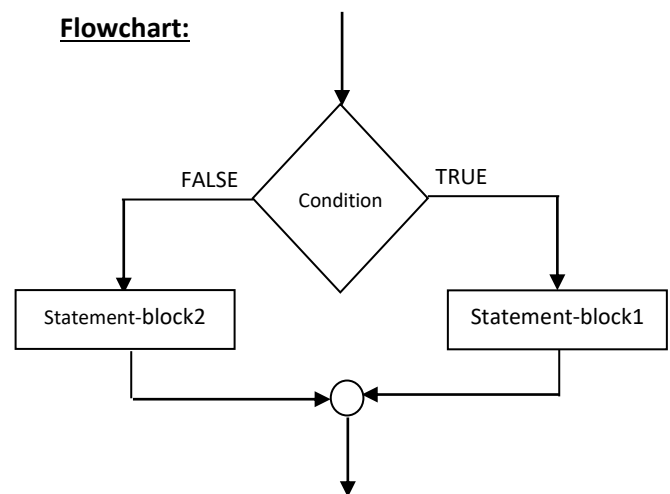 Flowchart:
FALSE
TRUE
Condition
Statement-block2
Statement-block1